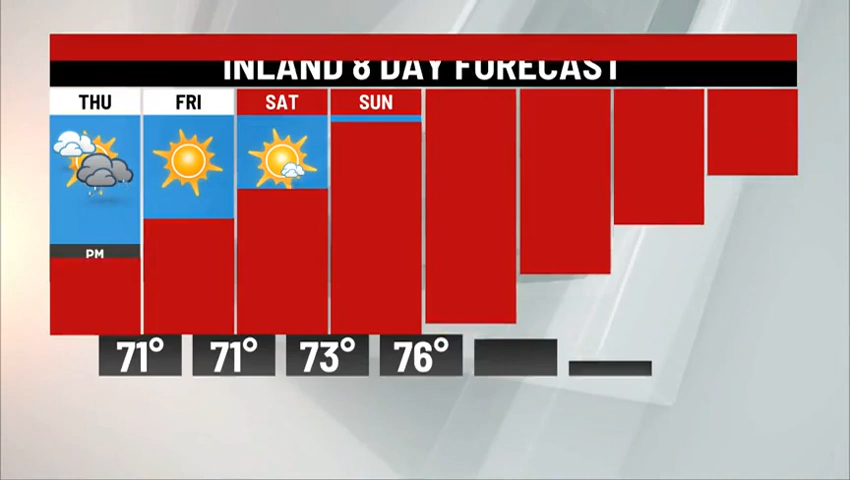 INLAND 8 DAY FORECAST
THU FRI SAT SUN
PM
71° 71° 73° 76°